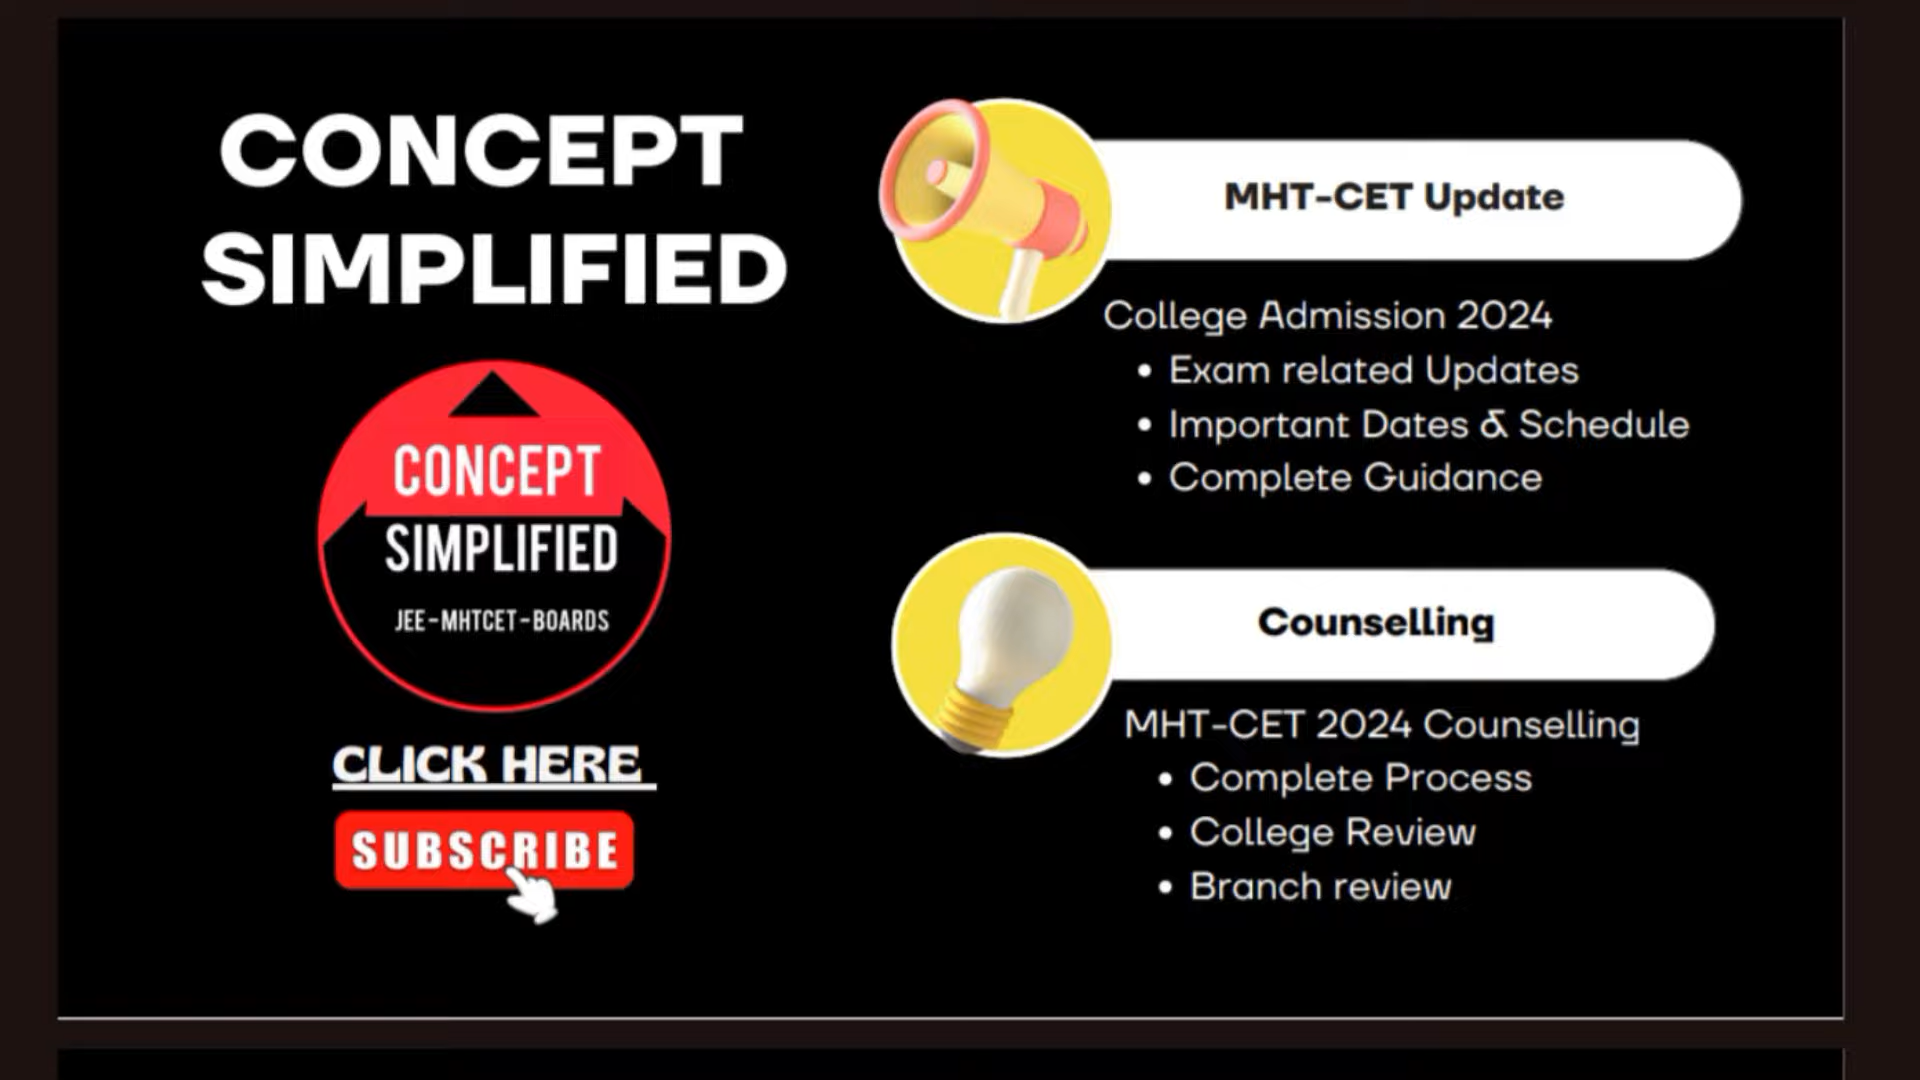 CONCEPT
SIMPLIFIED
CONCEPT
SIMPLIFIED
JEE-MHTCET-BOARDS
CLICK HERE
SUBSCRIBE
MHT-CET Update
College Admission 2024
• Exam related Updates
• Important Dates & Schedule
• Complete Guidance
Counselling
MHT-CET 2024 Counselling
• Complete Process
• College Review
• Branch review